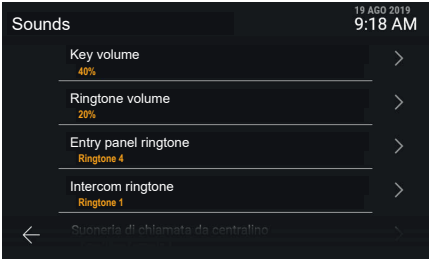 19 AGO 2019
Sounds
9:18 AM
Key volume
40%
Ringtone volume
20%
Entry panel ringtone
Ringtone 4
Intercom ringtone
Ringtone 1
Suoneria di chiamata da centralino